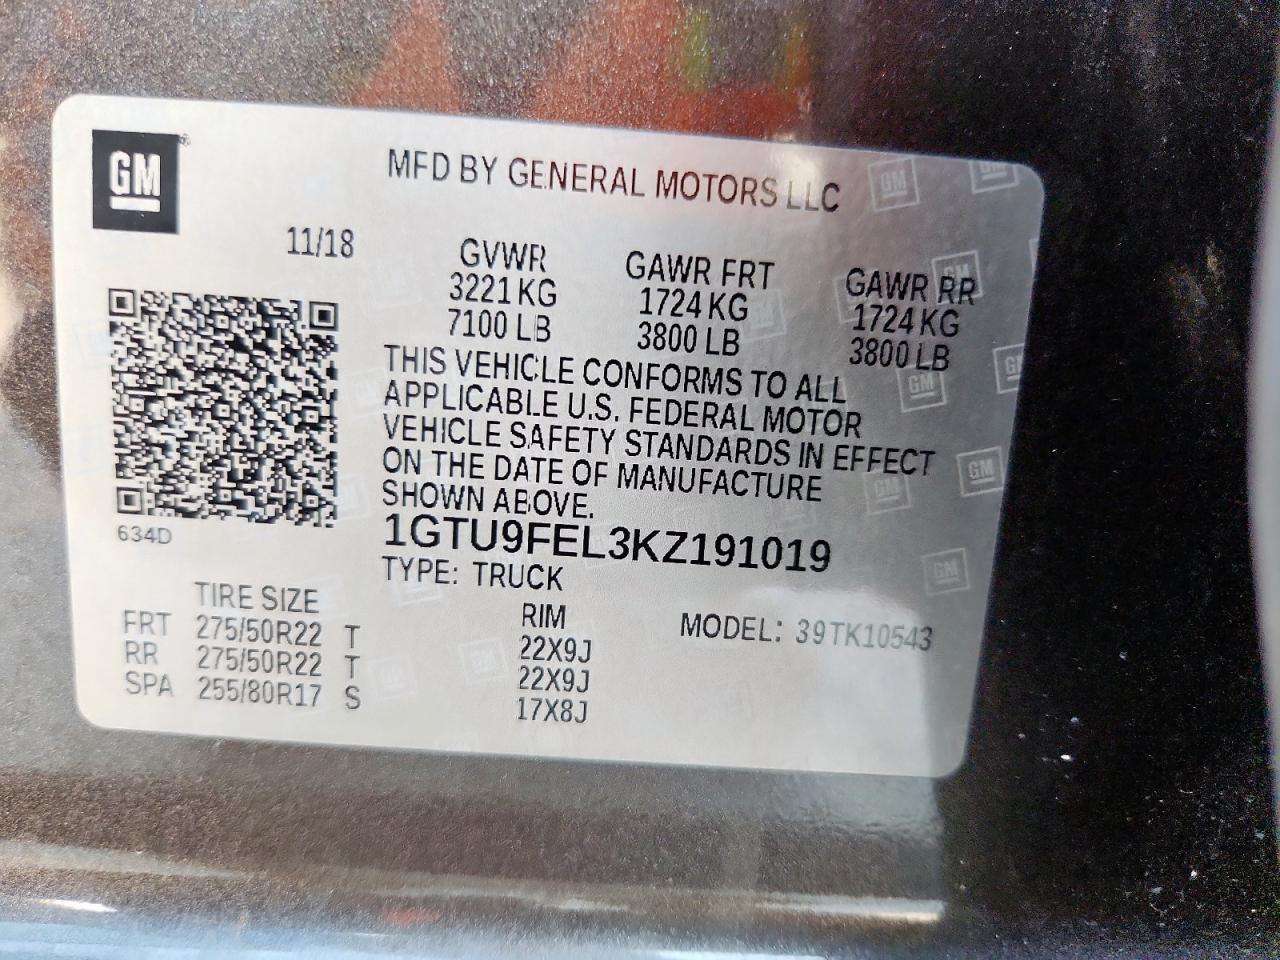 GM
MFD BY GENERAL MOTORS LLC
11/18
GVWR GAWR FRT GAWR RR
3221 KG 1724 KG 1724 KG
7100 LB 3800 LB 3800 LB
THIS VEHICLE CONFORMS TO ALL
APPLICABLE U.S. FEDERAL MOTOR
VEHICLE SAFETY STANDARDS IN EFFECT
ON THE DATE OF MANUFACTURE
SHOWN ABOVE.
1GTU9FEL3KZ191019
634D
TYPE: TRUCK
TIRE SIZE RIM MODEL: 39TK10543
FRT 275/50R22 T 22X9J
RR 275/50R22 T 22X9J
SPA 255/80R17 S 17X8J